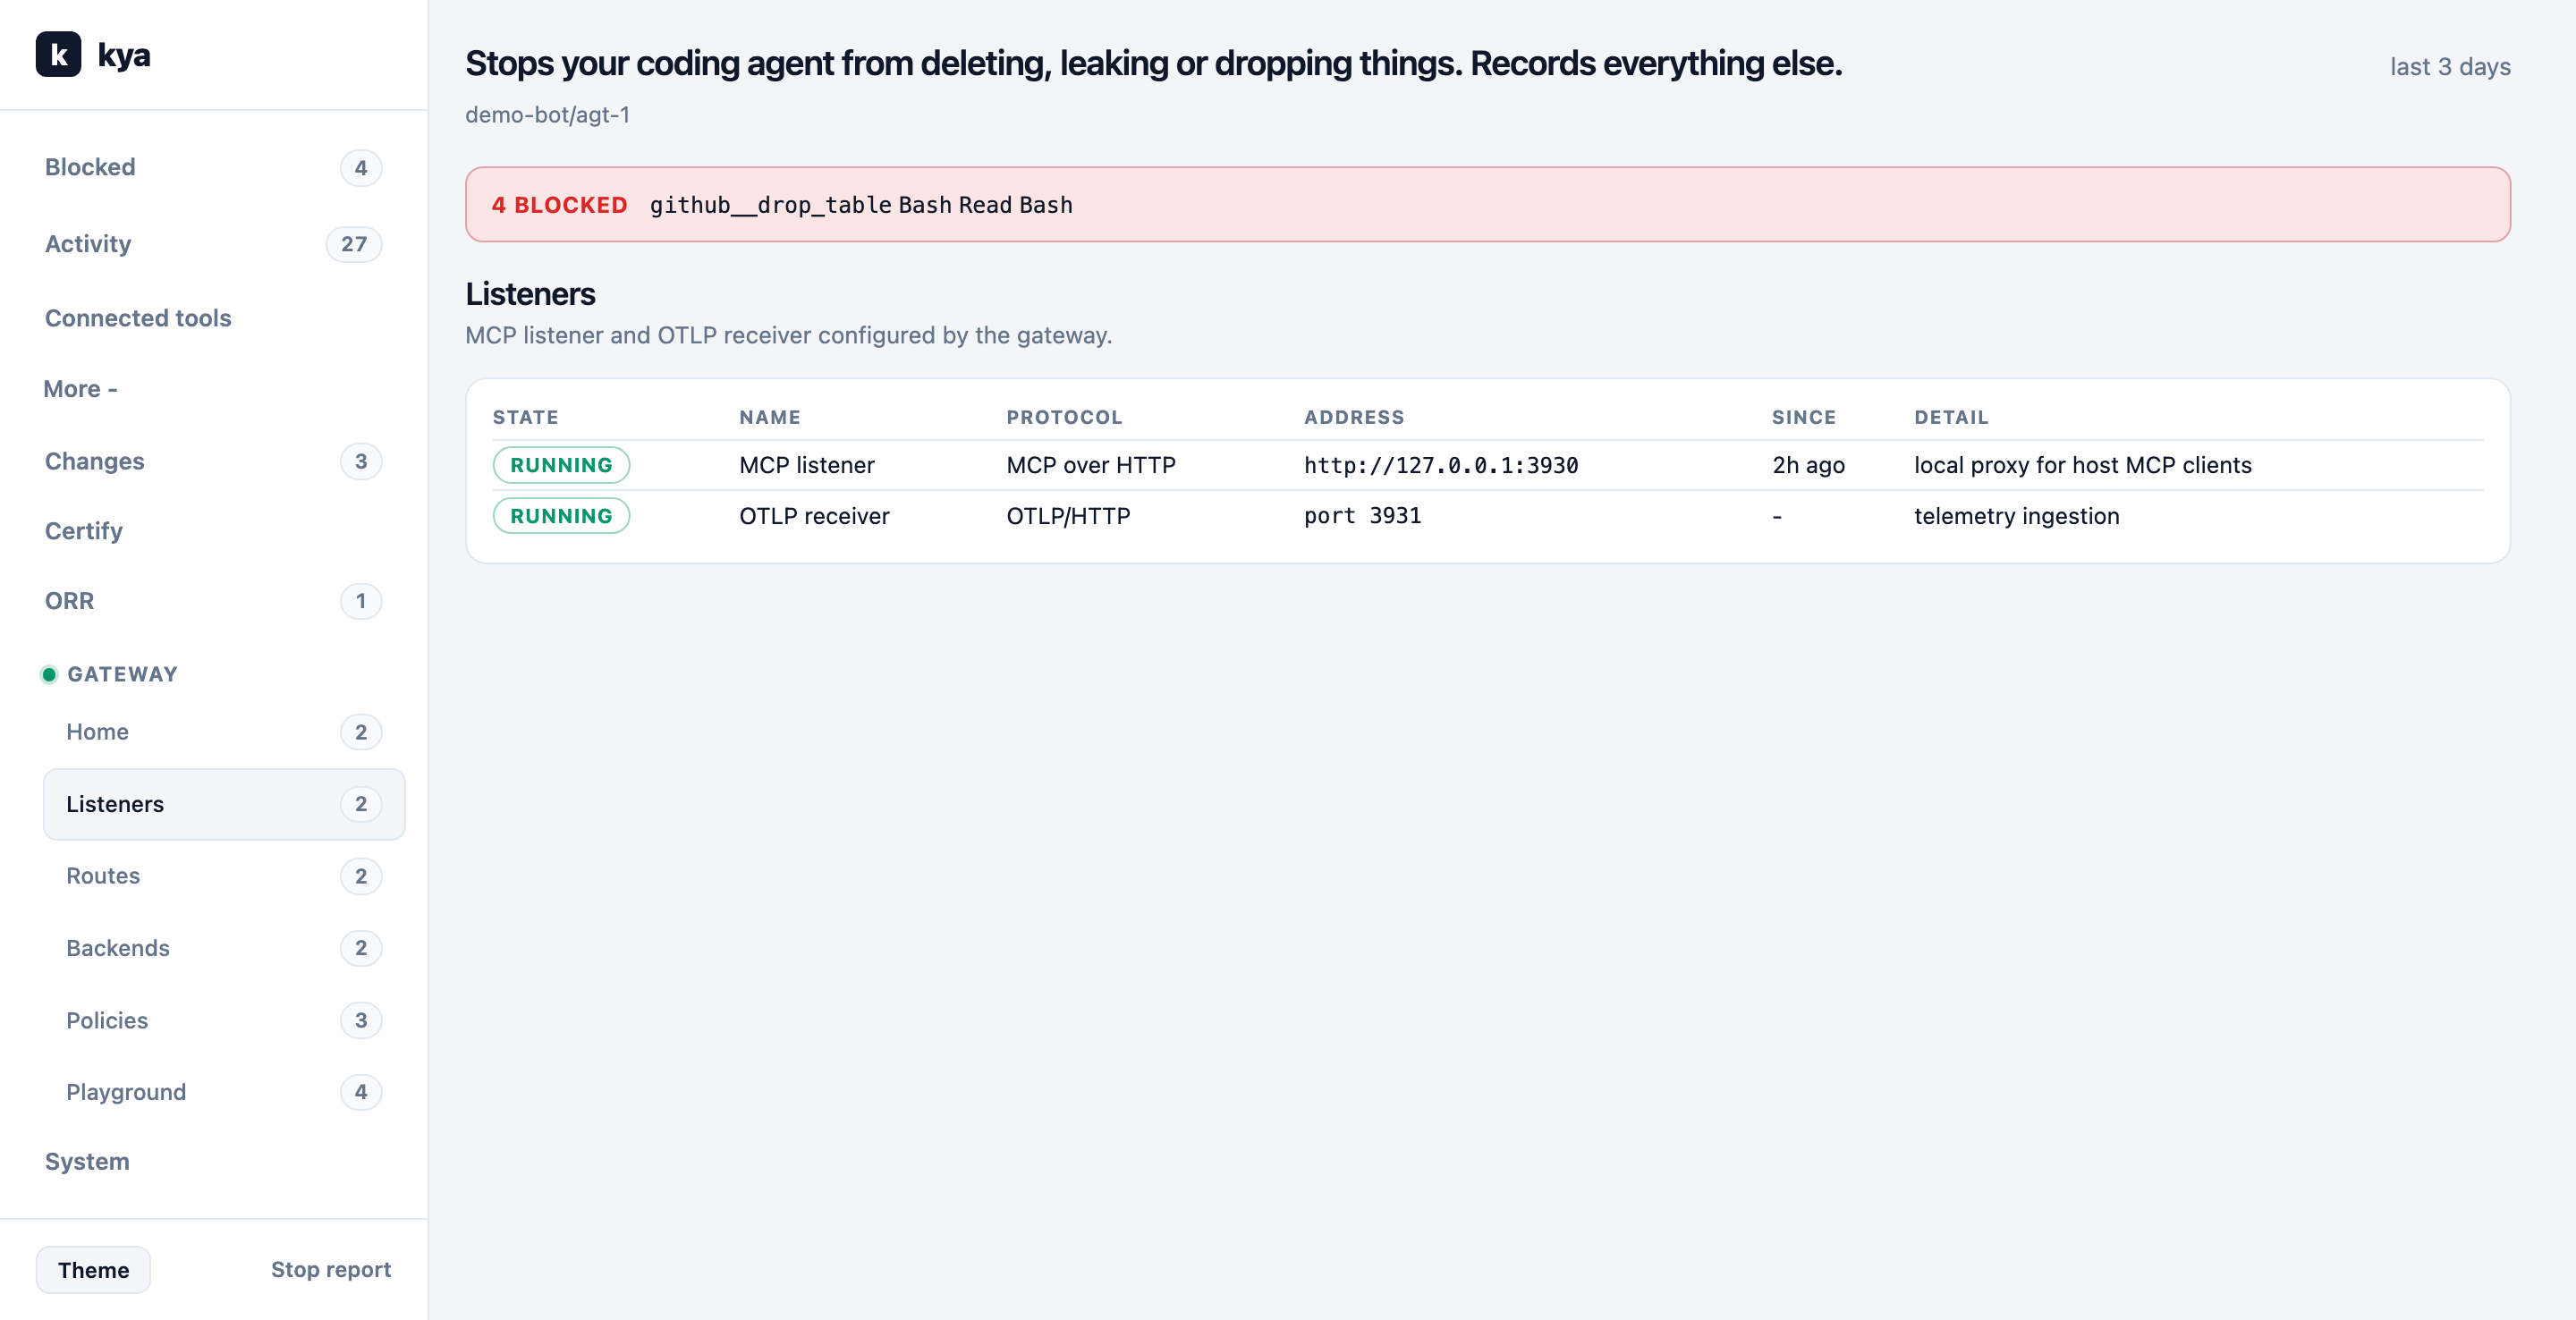 k kya
Blocked 4
Activity 27
Connected tools
More -
Changes 3
Certify
ORR 1
GATEWAY
Home 2
Listeners 2
Routes 2
Backends 2
Policies 3
Playground 4
System
Theme Stop report
Stops your coding agent from deleting, leaking or dropping things. Records everything else. last 3 days
demo-bot/agt-1
4 BLOCKED github__drop_table Bash Read Bash
Listeners
MCP listener and OTLP receiver configured by the gateway.
STATE NAME PROTOCOL ADDRESS SINCE DETAIL
RUNNING MCP listener MCP over HTTP http://127.0.0.1:3930 2h ago local proxy for host MCP clients
RUNNING OTLP receiver OTLP/HTTP port 3931 - telemetry ingestion